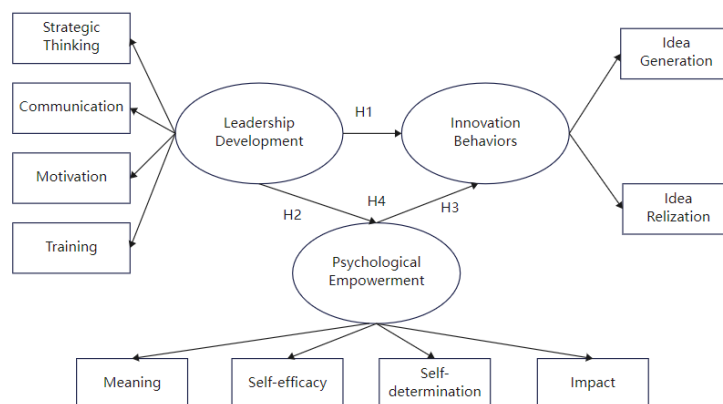 Strategic
Thinking
Communication
Motivation
Training
Leadership
Development
H1
Innovation
Behaviors
Idea
Generation
Idea
Relization
H2
H4
H3
Psychological
Empowerment
Meaning
Self-efficacy
Self-
determination
Impact